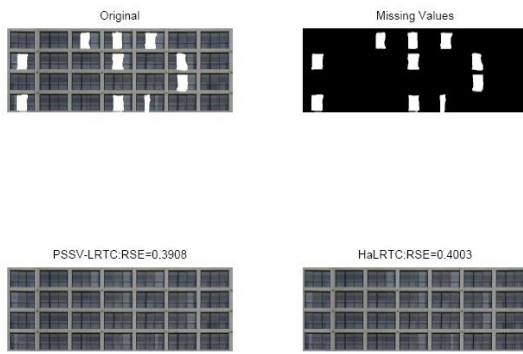 Original
Missing Values
PSSV-LRTC:RSE=0.3908
HaLRTC:RSE=0.4003